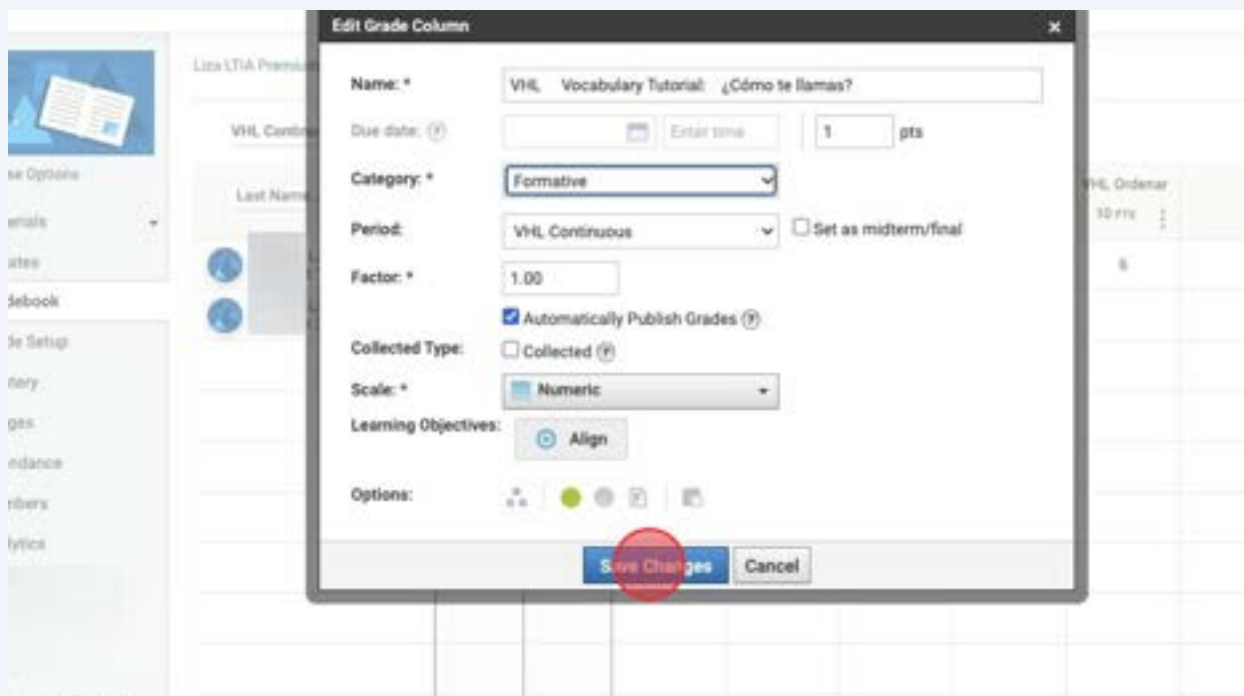 Edit Grade Column ×
Liza LTIA Premium
Name: * VHL Vocabulary Tutorial: ¿Cómo te llamas?
VHL
Due date: (?) Enter time 1 pts
se Options
Category: * Formative
VHL Ordenar
Last Name
10 PTS
erials
Period: VHL Continuous Set as midterm/final
6
dates
Factor: * 1.00
debook
Automatically Publish Grades (?)
de Setup
Collected Type: Collected (?)
Scale: * Numeric
ges
Learning Objectives: Align
ndance
Options:
nbers
lytics
Save Changes Cancel